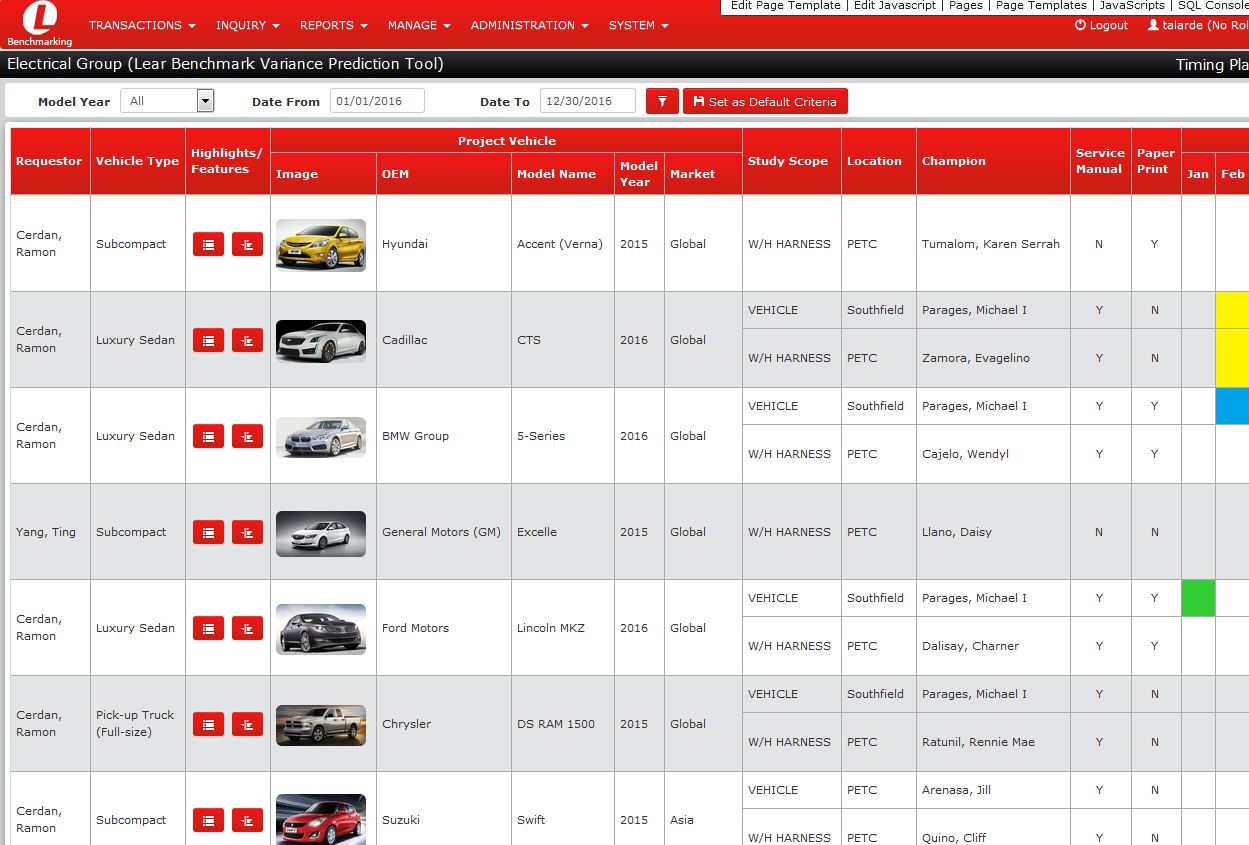 Edit Page Template | Edit Javascript | Pages | Page Templates | JavaScripts | SQL Console
Benchmarking
TRANSACTIONS INQUIRY REPORTS MANAGE ADMINISTRATION SYSTEM Logout talarde (No Rol
Electrical Group (Lear Benchmark Variance Prediction Tool) Timing Pla
Model Year All Date From 01/01/2016 Date To 12/30/2016 Set as Default Criteria
Project Vehicle
Requestor Vehicle Type Highlights/ Features Image OEM Model Name Model Year Market Study Scope Location Champion Service Manual Paper Print Jan Feb
Cerdan, Ramon Subcompact Hyundai Accent (Verna) 2015 Global W/H HARNESS PETC Tumalom, Karen Serrah N Y
Cerdan, Ramon Luxury Sedan Cadillac CTS 2016 Global VEHICLE Southfield Parages, Michael I Y N
W/H HARNESS PETC Zamora, Evagelino Y N
Cerdan, Ramon Luxury Sedan BMW Group 5-Series 2016 Global VEHICLE Southfield Parages, Michael I Y Y
W/H HARNESS PETC Cajelo, Wendyl Y Y
Yang, Ting Subcompact General Motors (GM) Excelle 2015 Global W/H HARNESS PETC Llano, Daisy N N
Cerdan, Ramon Luxury Sedan Ford Motors Lincoln MKZ 2016 Global VEHICLE Southfield Parages, Michael I Y Y
W/H HARNESS PETC Dalisay, Charner Y Y
Cerdan, Ramon Pick-up Truck (Full-size) Chrysler DS RAM 1500 2015 Global VEHICLE Southfield Parages, Michael I Y N
W/H HARNESS PETC Ratunil, Rennie Mae Y N
Cerdan, Ramon Subcompact Suzuki Swift 2015 Asia VEHICLE PETC Arenasa, Jill Y N
W/H HARNESS PETC Quino, Cliff Y N